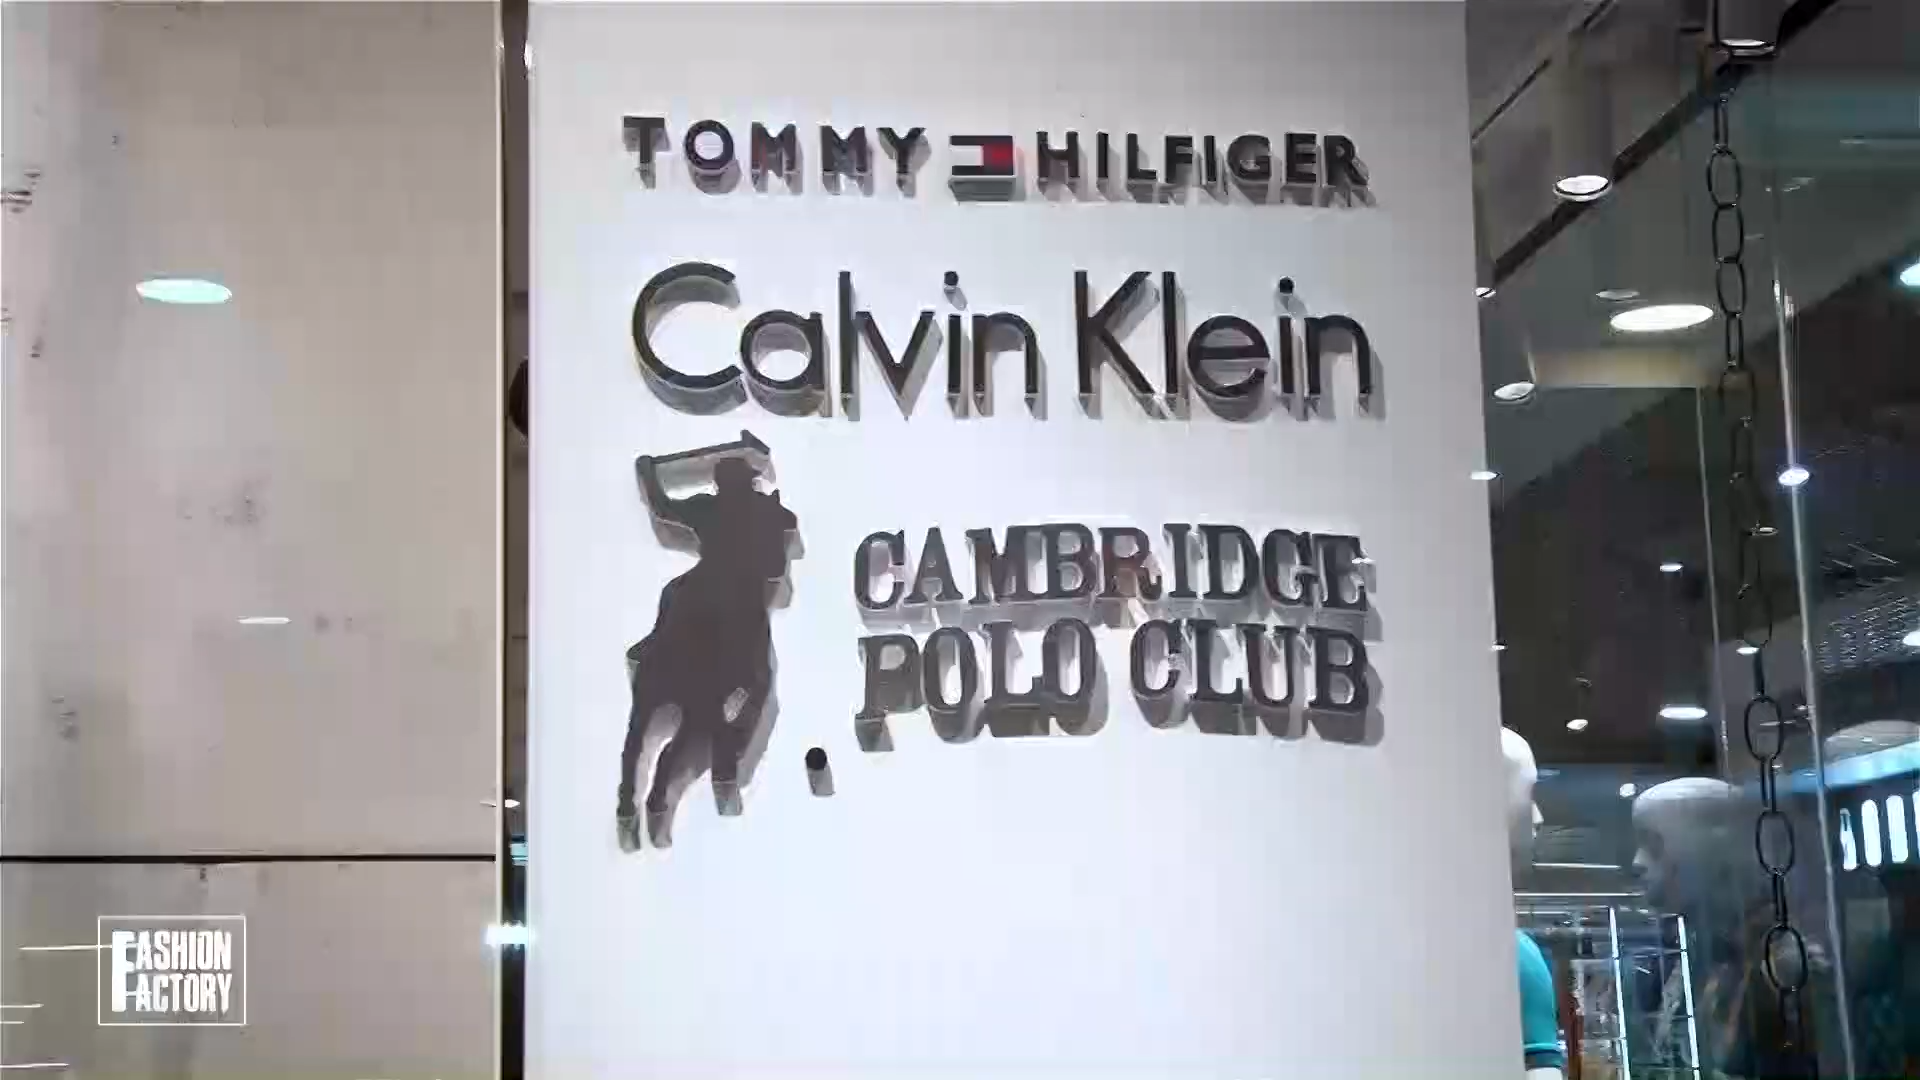 TOMMY HILFIGER
Calvin Klein
CAMBRIDGE
POLO CLUB
FASHION
FACTORY